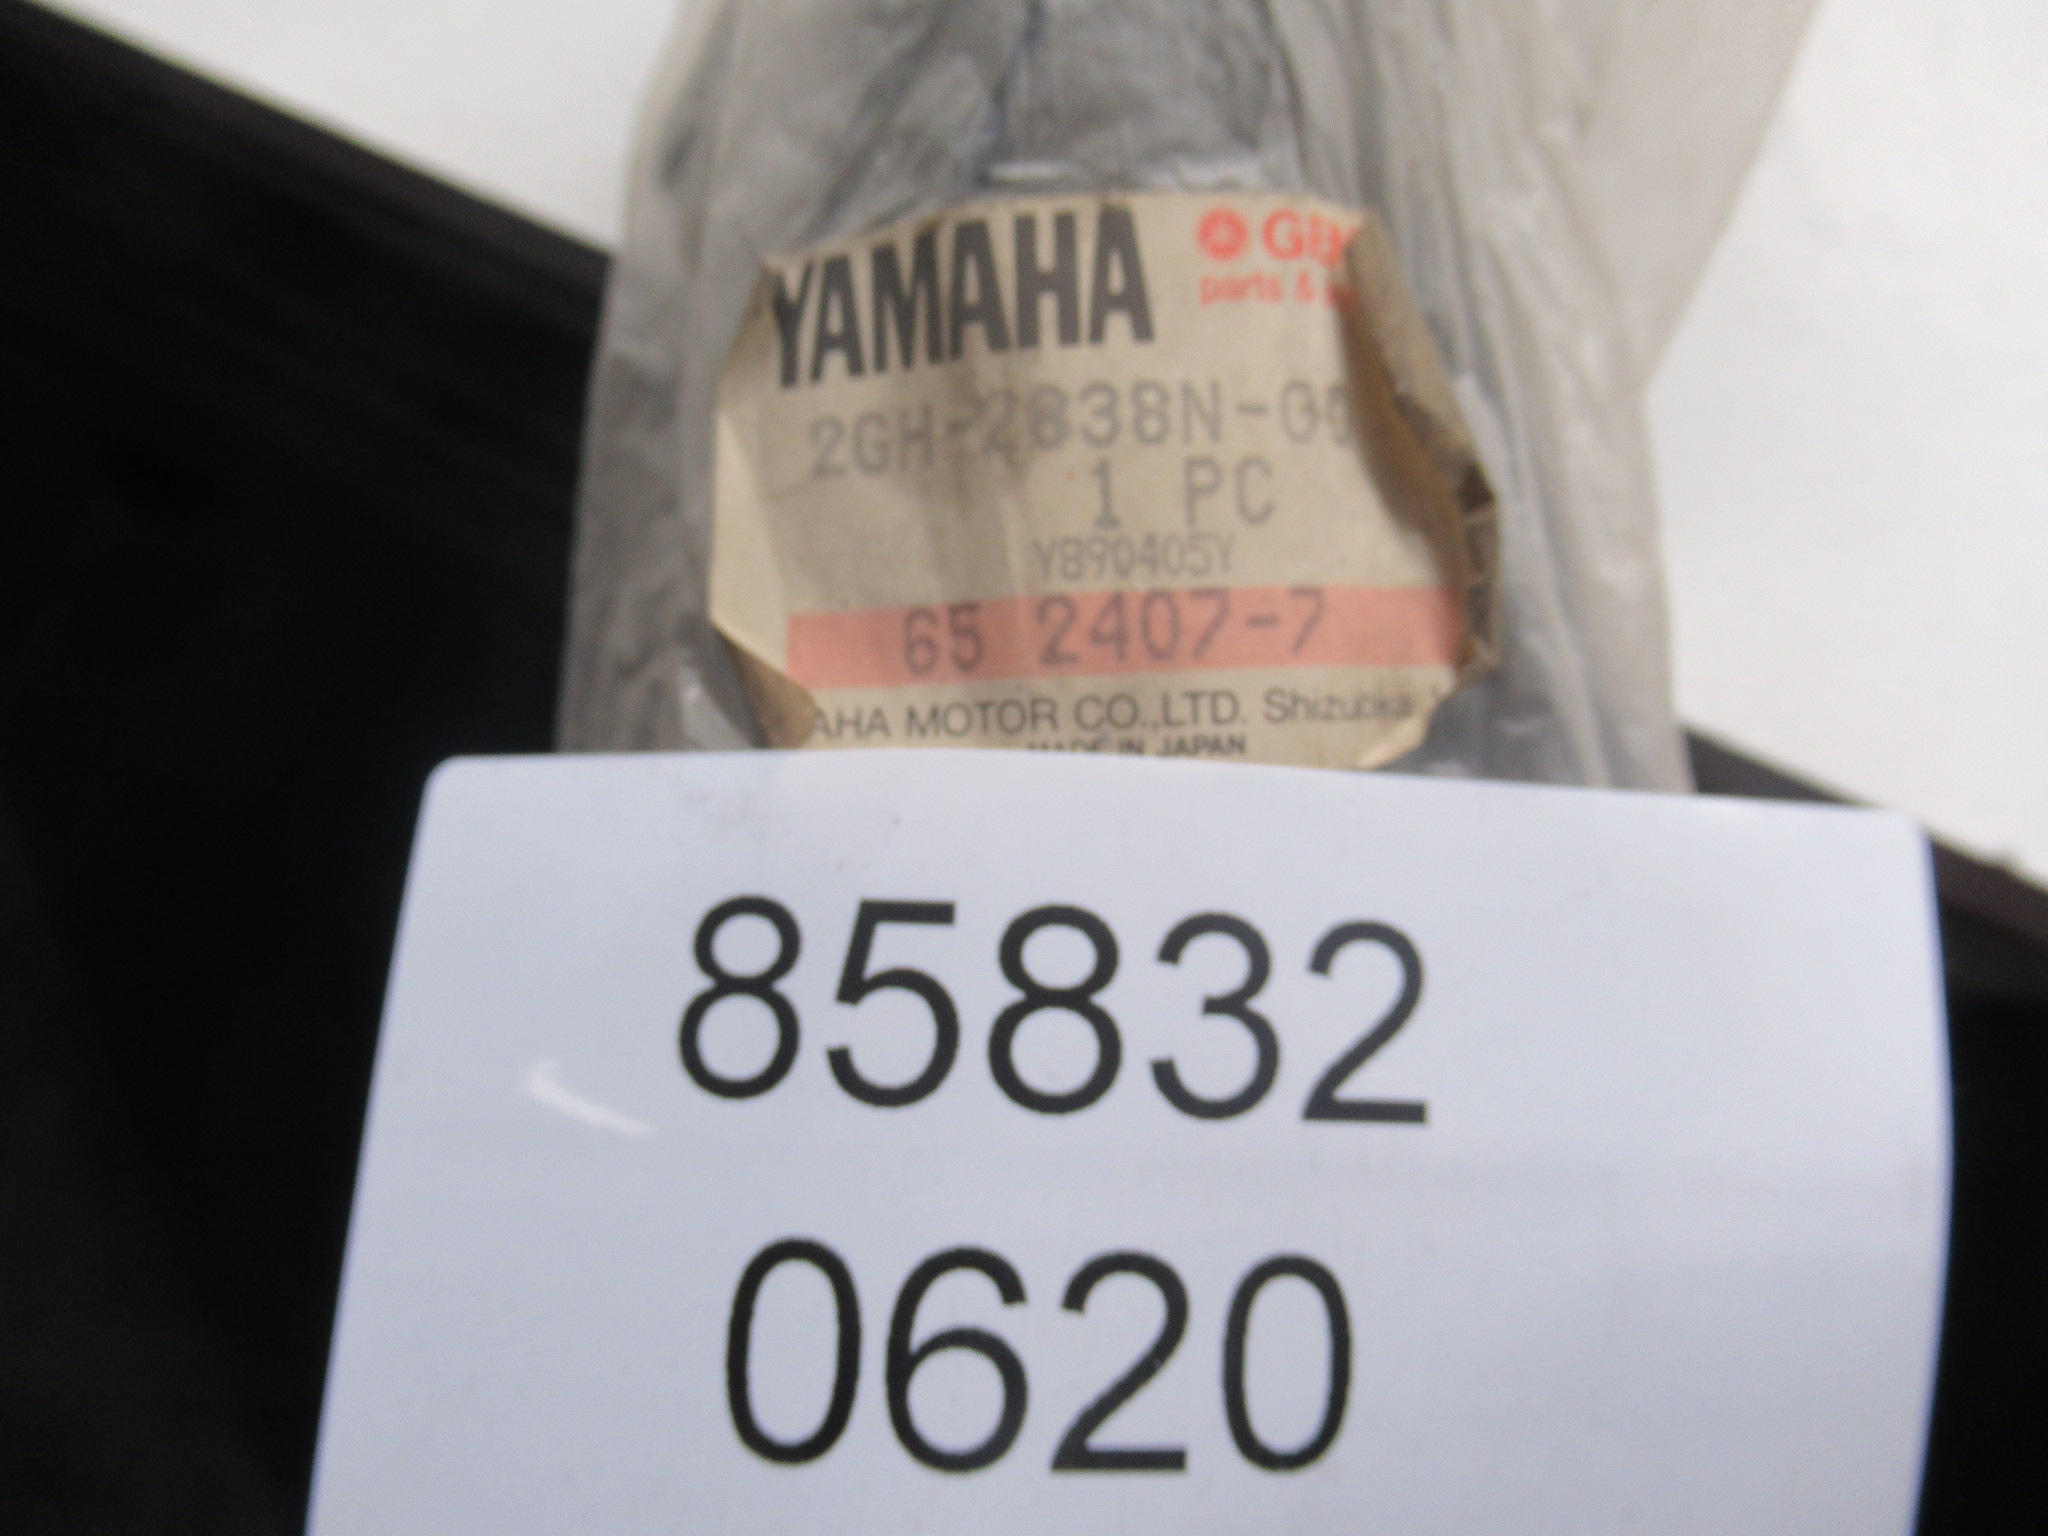 YAMAHA
parts &
2GH-2838N-00
1 PC
Y890405Y
65 2407-7
AHA MOTOR CO.,LTD. Shizuoka
MADE IN JAPAN
85832
0620